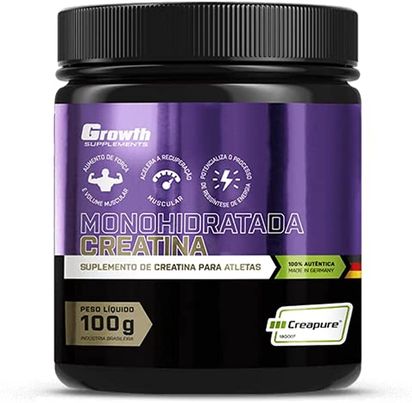 Growth
SUPPLEMENTS
AUMENTO DE FORÇA
E VOLUME MUSCULAR
ACELERA A RECUPERAÇÃO
MUSCULAR
POTENCIALIZA O PROCESSO
DE RESSÍNTESE DE ENERGIA
MONOHIDRATADA
CREATINA
SUPLEMENTO DE CREATINA PARA ATLETAS
100% AUTÊNTICA
MADE IN GERMANY
PESO LÍQUIDO
100g
INDÚSTRIA BRASILEIRA
Creapure™